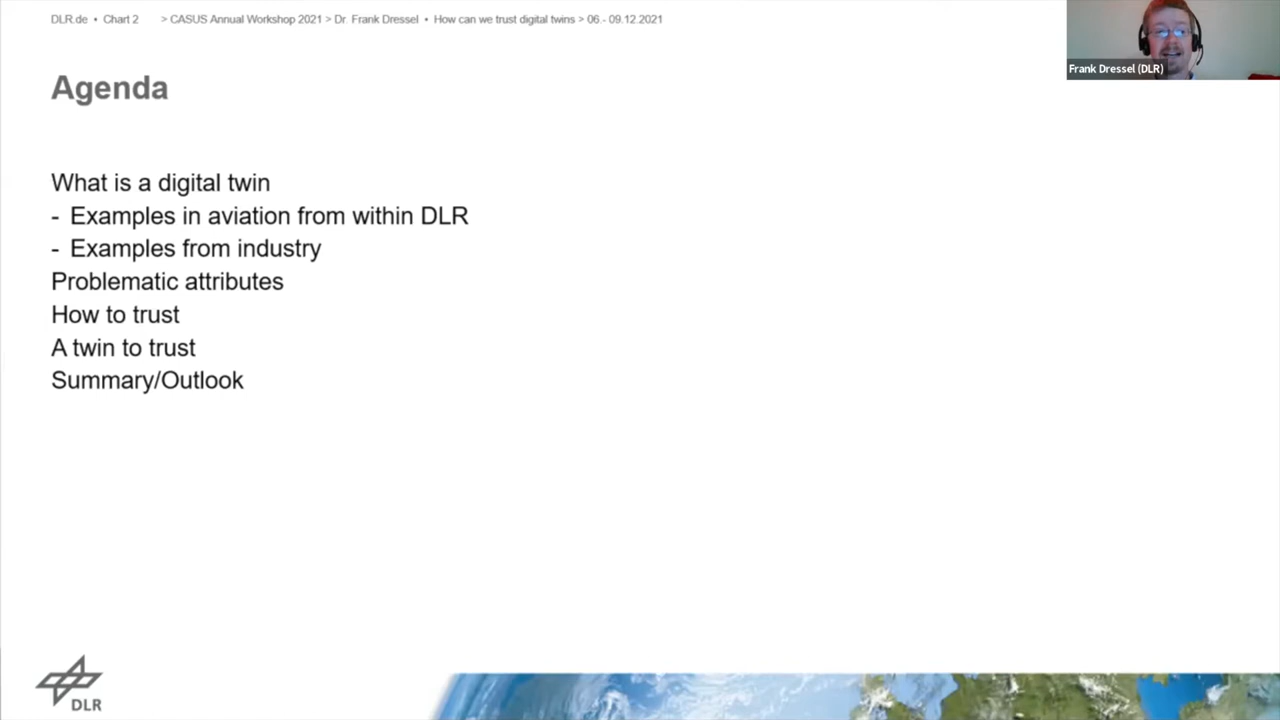 DLR.de • Chart 2 > CASUS Annual Workshop 2021 > Dr. Frank Dressel • How can we trust digital twins > 06.- 09.12.2021
Frank Dressel (DLR)
Agenda
What is a digital twin
- Examples in aviation from within DLR
- Examples from industry
Problematic attributes
How to trust
A twin to trust
Summary/Outlook
DLR